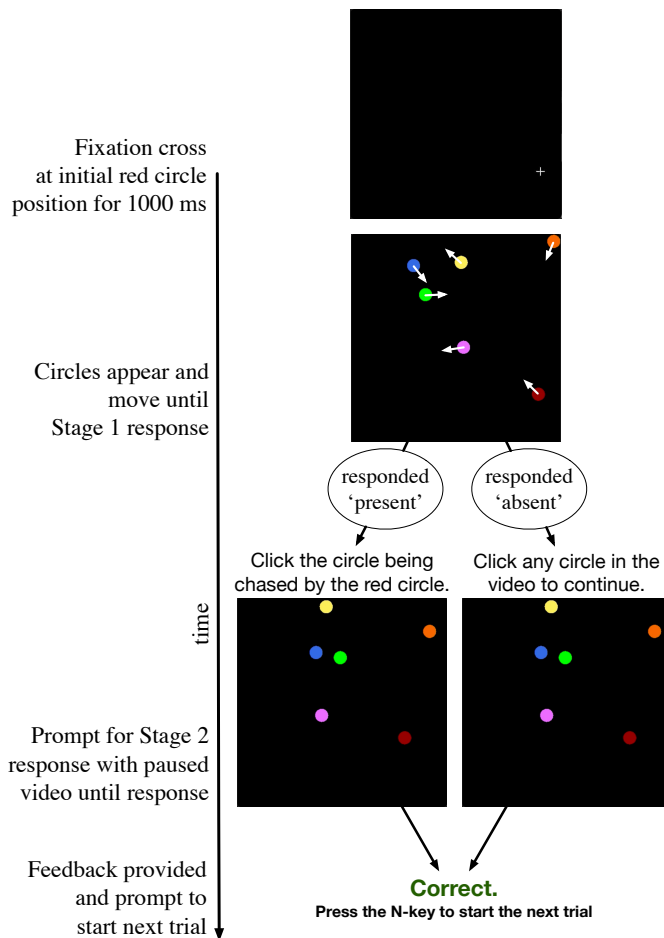 Fixation cross
at initial red circle
position for 1000 ms
Circles appear and
move until
Stage 1 response
responded
‘present’
responded
‘absent’
Click the circle being
chased by the red circle.
Click any circle in the
video to continue.
time
Prompt for Stage 2
response with paused
video until response
Feedback provided
and prompt to
start next trial
Correct.
Press the N-key to start the next trial